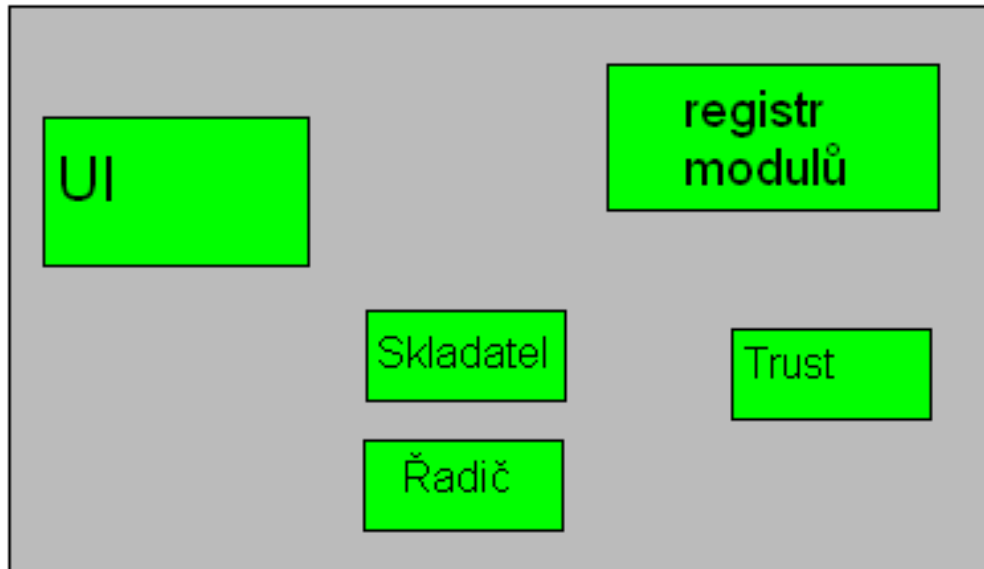 UI
registr
modulů
Skladatel
Trust
Řadič